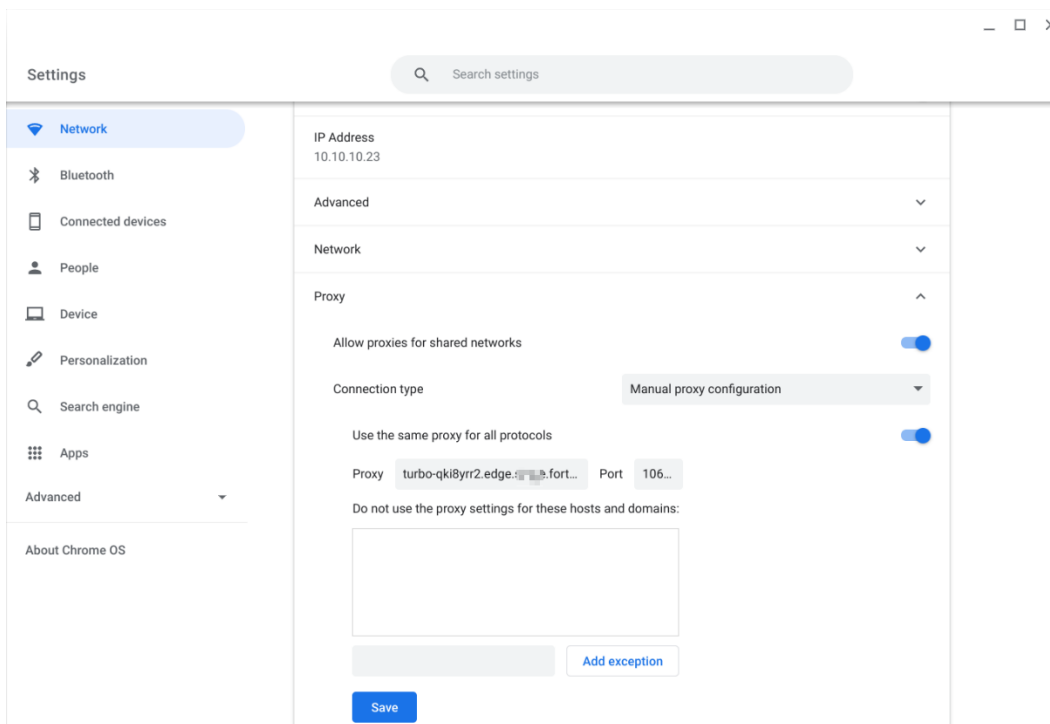 Settings
Search settings
Network
Bluetooth
Connected devices
People
Device
Personalization
Search engine
Apps
Advanced
About Chrome OS
IP Address
10.10.10.23
Advanced
Network
Proxy
Allow proxies for shared networks
Connection type
Manual proxy configuration
Use the same proxy for all protocols
Proxy
Port 106...
Do not use the proxy settings for these hosts and domains:
Add exception
Save